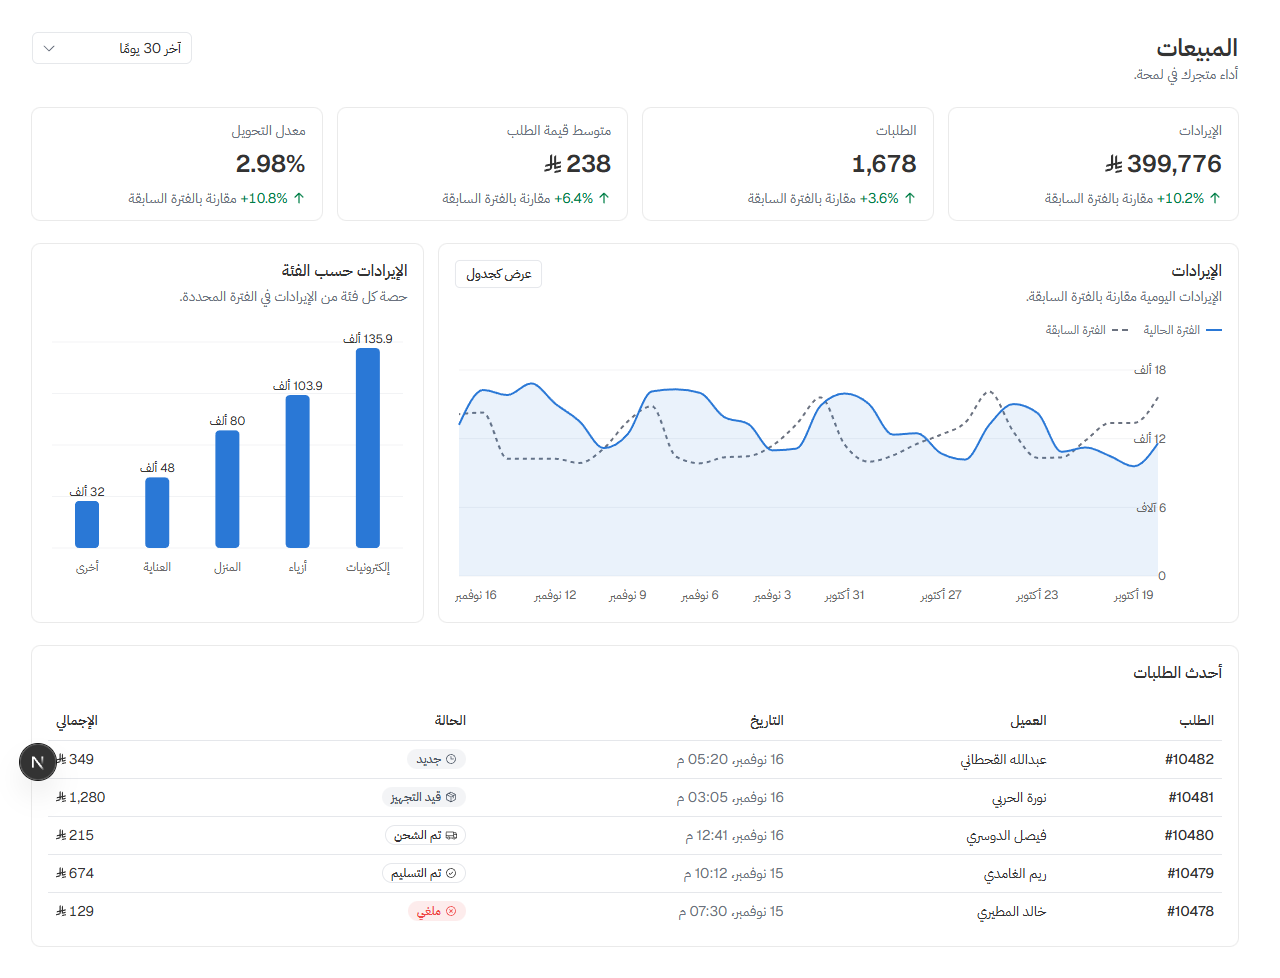 المبيعات
أداء متجرك في لمحة.
آخر 30 يومًا
الإيرادات
399,776
↑ +10.2% مقارنة بالفترة السابقة
الطلبات
1,678
↑ +3.6% مقارنة بالفترة السابقة
متوسط قيمة الطلب
238
↑ +6.4% مقارنة بالفترة السابقة
معدل التحويل
2.98%
↑ +10.8% مقارنة بالفترة السابقة
الإيرادات
الإيرادات اليومية مقارنة بالفترة السابقة.
عرض كجدول
الفترة الحالية
الفترة السابقة
18 ألف
12 ألف
6 آلاف
0
19 أكتوبر
23 أكتوبر
27 أكتوبر
31 أكتوبر
3 نوفمبر
6 نوفمبر
9 نوفمبر
12 نوفمبر
16 نوفمبر
الإيرادات حسب الفئة
حصة كل فئة من الإيرادات في الفترة المحددة.
135.9 ألف
103.9 ألف
80 ألف
48 ألف
32 ألف
إلكترونيات
أزياء
المنزل
العناية
أخرى
أحدث الطلبات
الطلب العميل التاريخ الحالة الإجمالي
#10482 عبدالله القحطاني 16 نوفمبر، 05:20 م جديد 349
#10481 نورة الحربي 16 نوفمبر، 03:05 م قيد التجهيز 1,280
#10480 فيصل الدوسري 16 نوفمبر، 12:41 م تم الشحن 215
#10479 ريم الغامدي 15 نوفمبر، 10:12 م تم التسليم 674
#10478 خالد المطيري 15 نوفمبر، 07:30 م ملغي 129
N